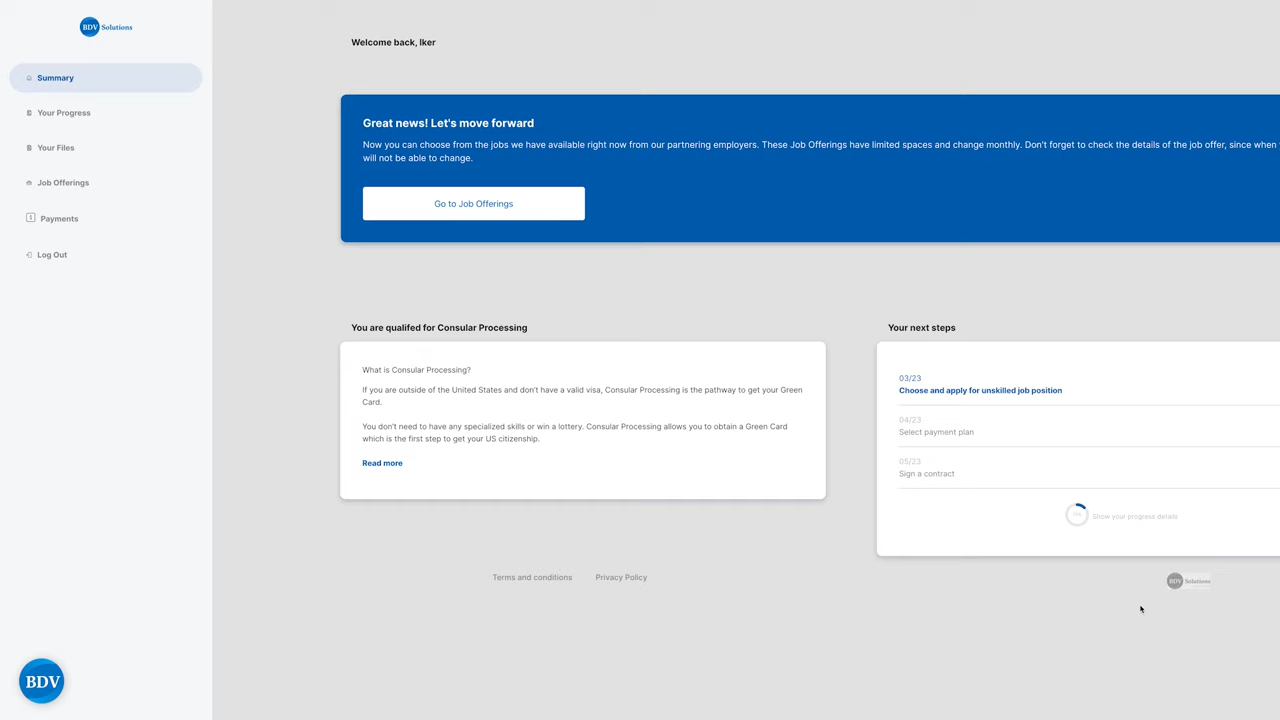 BDV Solutions
Summary
Your Progress
Your Files
Job Offerings
Payments
Log Out
BDV
Welcome back, Iker
Great news! Let's move forward
Now you can choose from the jobs we have available right now from our partnering employers. These Job Offerings have limited spaces and change monthly. Don't forget to check the details of the job offer, since when
will not be able to change.
Go to Job Offerings
You are qualifed for Consular Processing
What is Consular Processing?
If you are outside of the United States and don't have a valid visa, Consular Processing is the pathway to get your Green
Card.
You don't need to have any specialized skills or win a lottery. Consular Processing allows you to obtain a Green Card
which is the first step to get your US citizenship.
Read more
Your next steps
03/23
Choose and apply for unskilled job position
04/23
Select payment plan
05/23
Sign a contract
Show your progress details
Terms and conditions
Privacy Policy
BDV Solutions